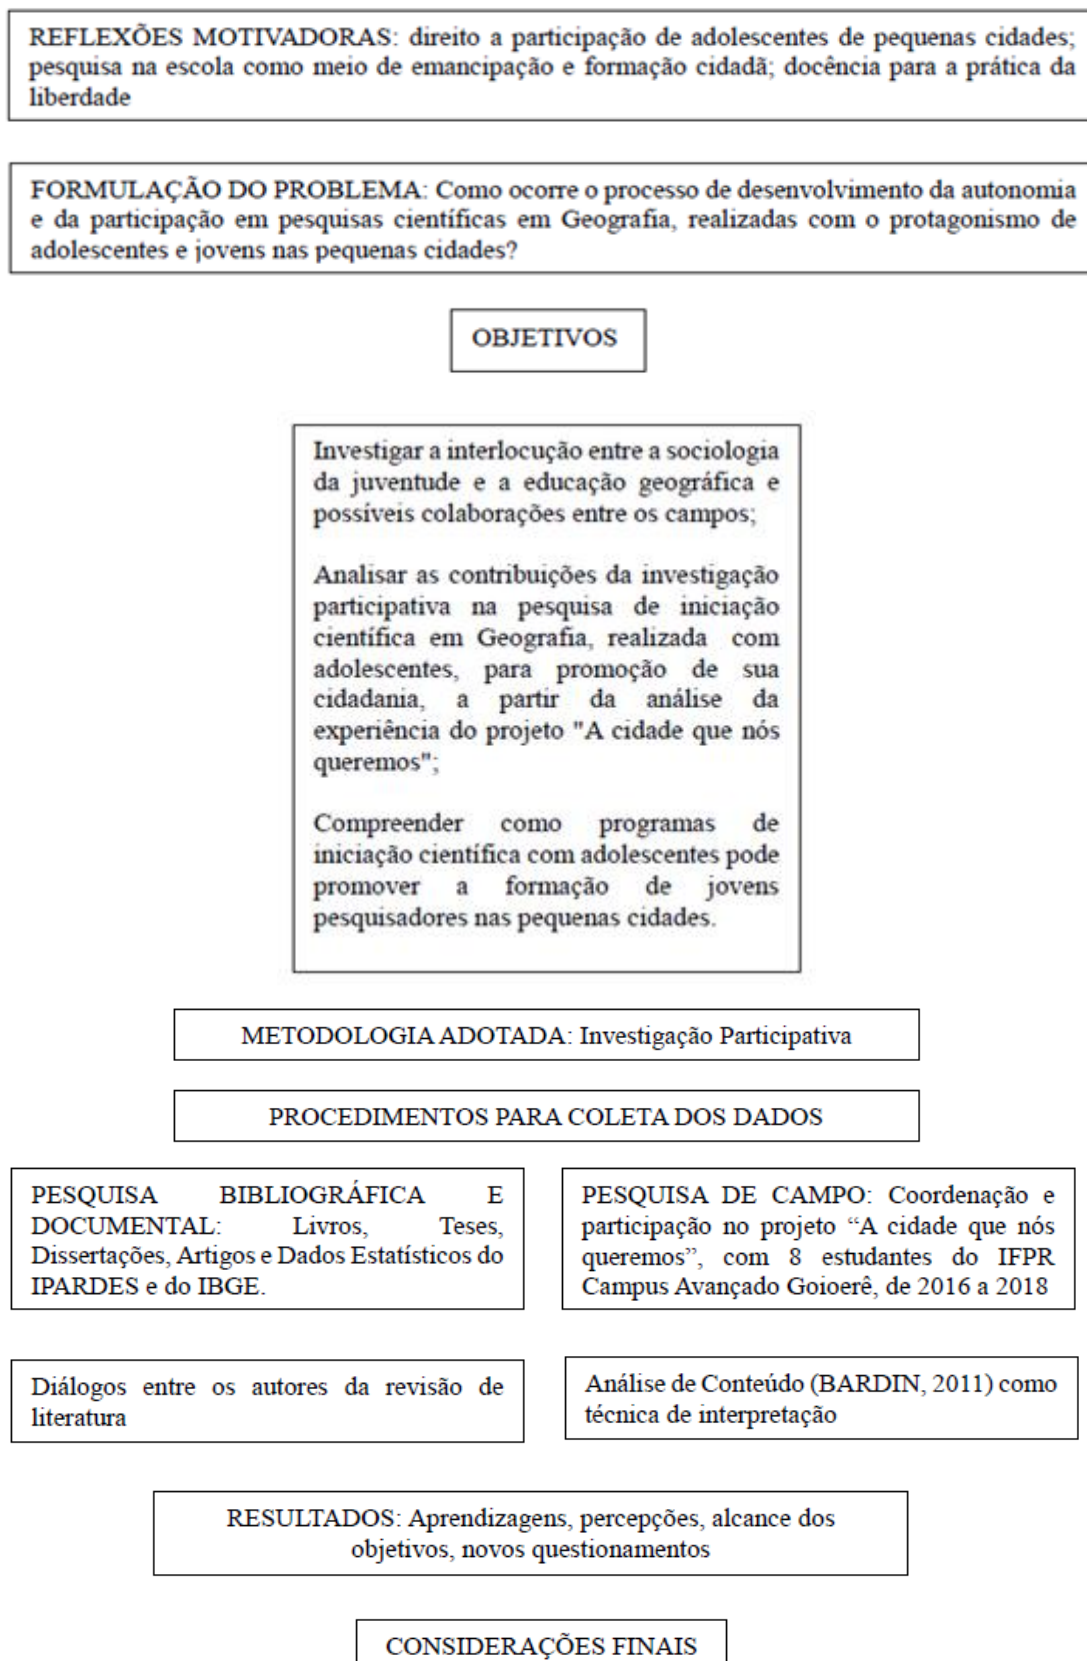 REFLEXÕES MOTIVADORAS: direito a participação de adolescentes de pequenas cidades;
pesquisa na escola como meio de emancipação e formação cidadã; docência para a prática da
liberdade
FORMULAÇÃO DO PROBLEMA: Como ocorre o processo de desenvolvimento da autonomia
e da participação em pesquisas científicas em Geografia, realizadas com o protagonismo de
adolescentes e jovens nas pequenas cidades?
OBJETIVOS
Investigar a interlocução entre a sociologia
da juventude e a educação geográfica e
possíveis colaborações entre os campos;
Analisar as contribuições da investigação
participativa na pesquisa de iniciação
científica em Geografia, realizada com
adolescentes, para promoção de sua
cidadania, a partir da análise da
experiência do projeto "A cidade que nós
queremos";
Compreender como programas de
iniciação científica com adolescentes pode
promover a formação de jovens
pesquisadores nas pequenas cidades.
METODOLOGIA ADOTADA: Investigação Participativa
PROCEDIMENTOS PARA COLETA DOS DADOS
PESQUISA BIBLIOGRÁFICA E
DOCUMENTAL: Livros, Teses,
Dissertações, Artigos e Dados Estatísticos do
IPARDES e do IBGE.
PESQUISA DE CAMPO: Coordenação e
participação no projeto “A cidade que nós
queremos”, com 8 estudantes do IFPR
Campus Avançado Goioerê, de 2016 a 2018
Diálogos entre os autores da revisão de
literatura
Análise de Conteúdo (BARDIN, 2011) como
técnica de interpretação
RESULTADOS: Aprendizagens, percepções, alcance dos
objetivos, novos questionamentos
CONSIDERAÇÕES FINAIS